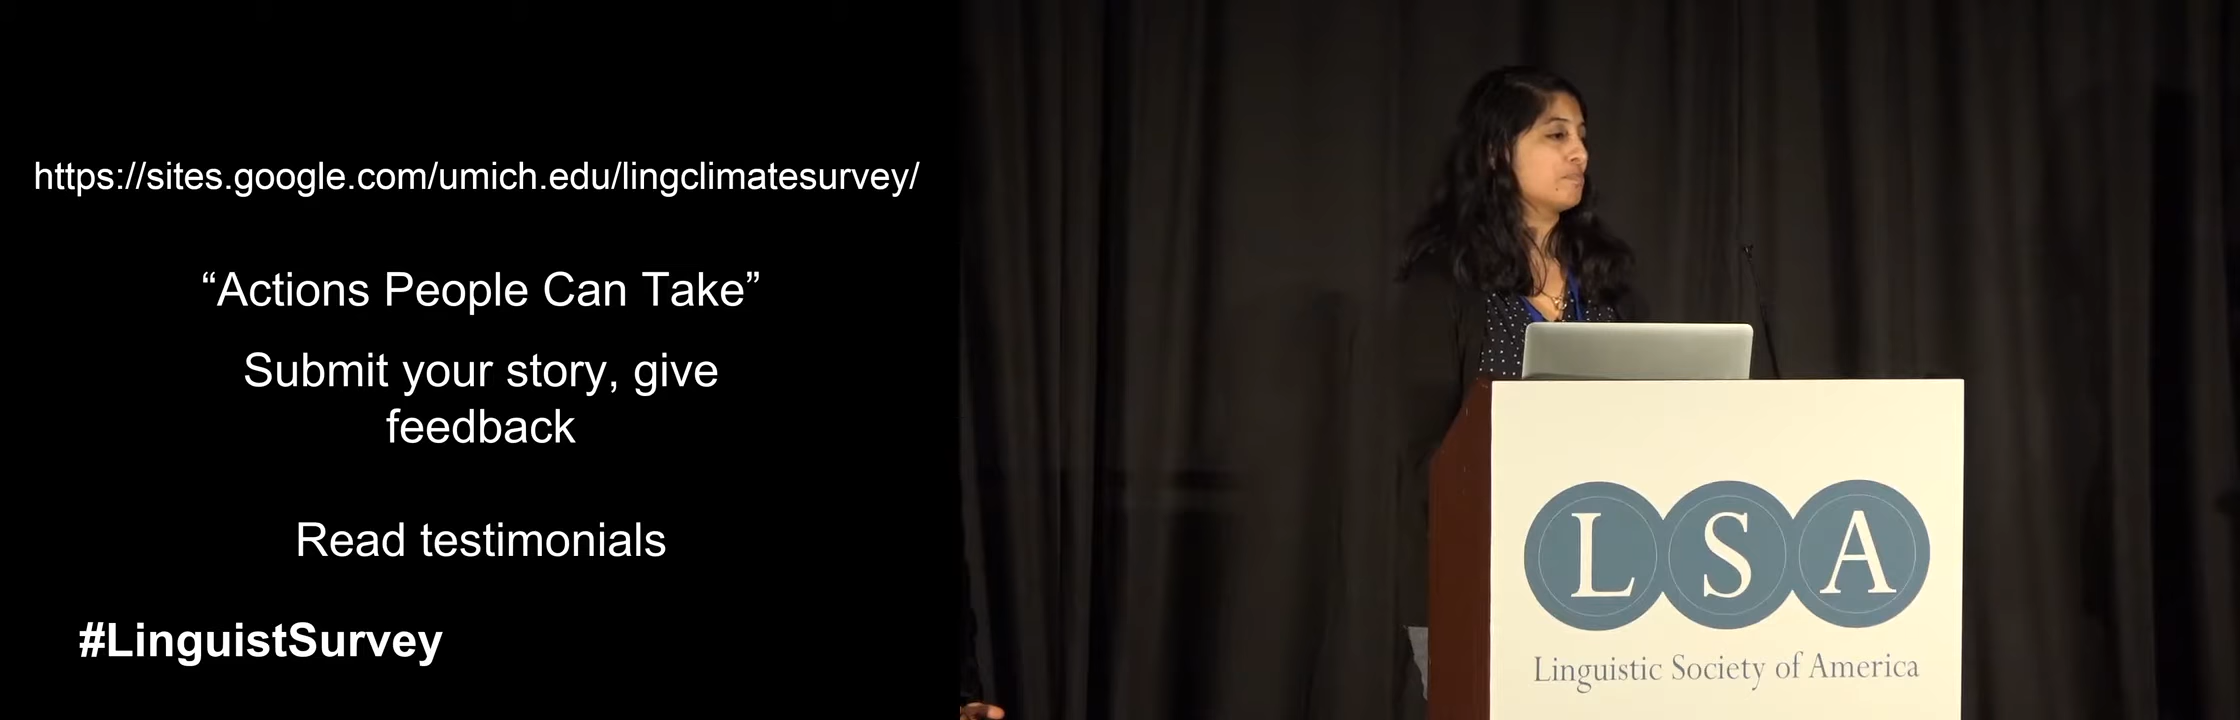 https://sites.google.com/umich.edu/lingclimatesurvey/
“Actions People Can Take”
Submit your story, give
feedback
Read testimonials
#LinguistSurvey
LSA
Linguistic Society of America